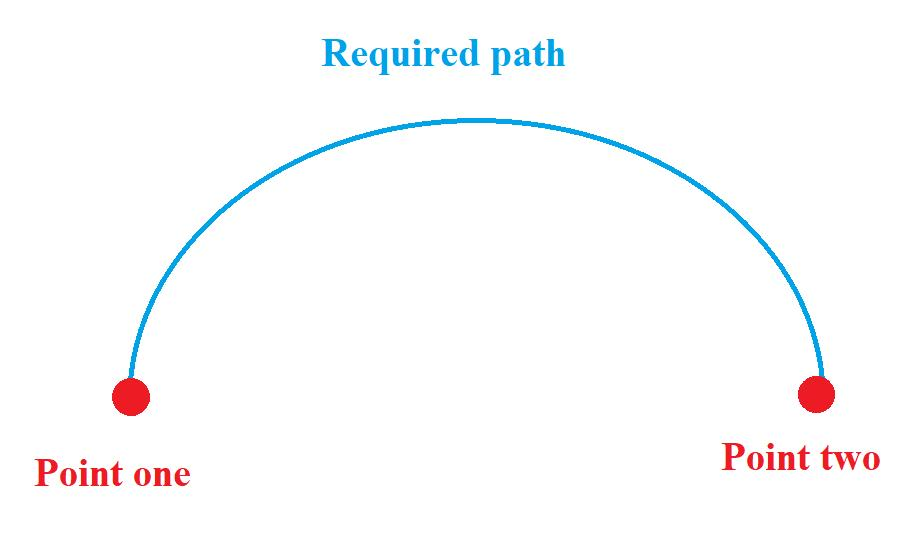 Required path
Point one
Point two